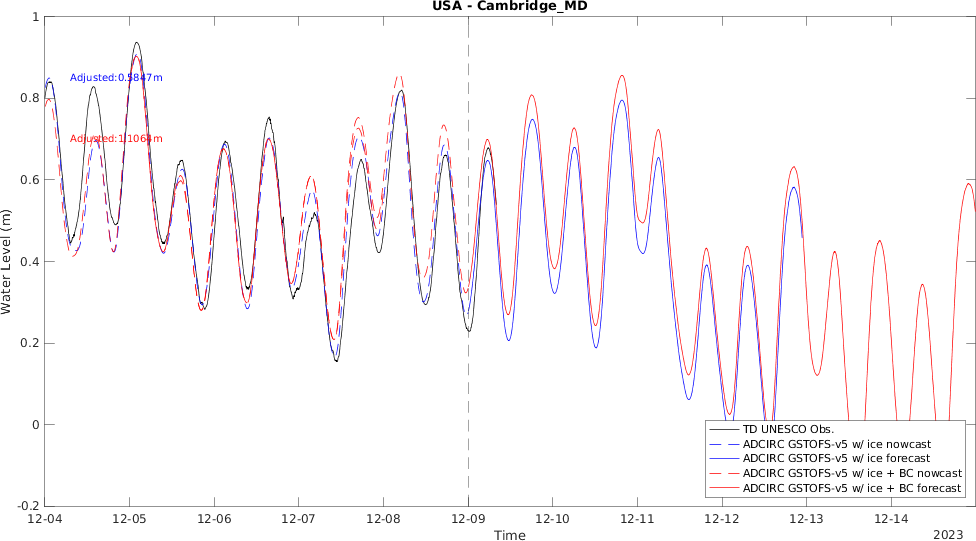 USA - Cambridge_MD
Water Level (m)
1
0.8
0.6
0.4
0.2
0
-0.2
Adjusted:0.5847m
Adjusted:1.1064m
TD UNESCO Obs.
ADCIRC GSTOFS-v5 w/ ice nowcast
ADCIRC GSTOFS-v5 w/ ice forecast
ADCIRC GSTOFS-v5 w/ ice + BC nowcast
ADCIRC GSTOFS-v5 w/ ice + BC forecast
12-04 12-05 12-06 12-07 12-08 12-09 12-10 12-11 12-12 12-13 12-14
Time
2023